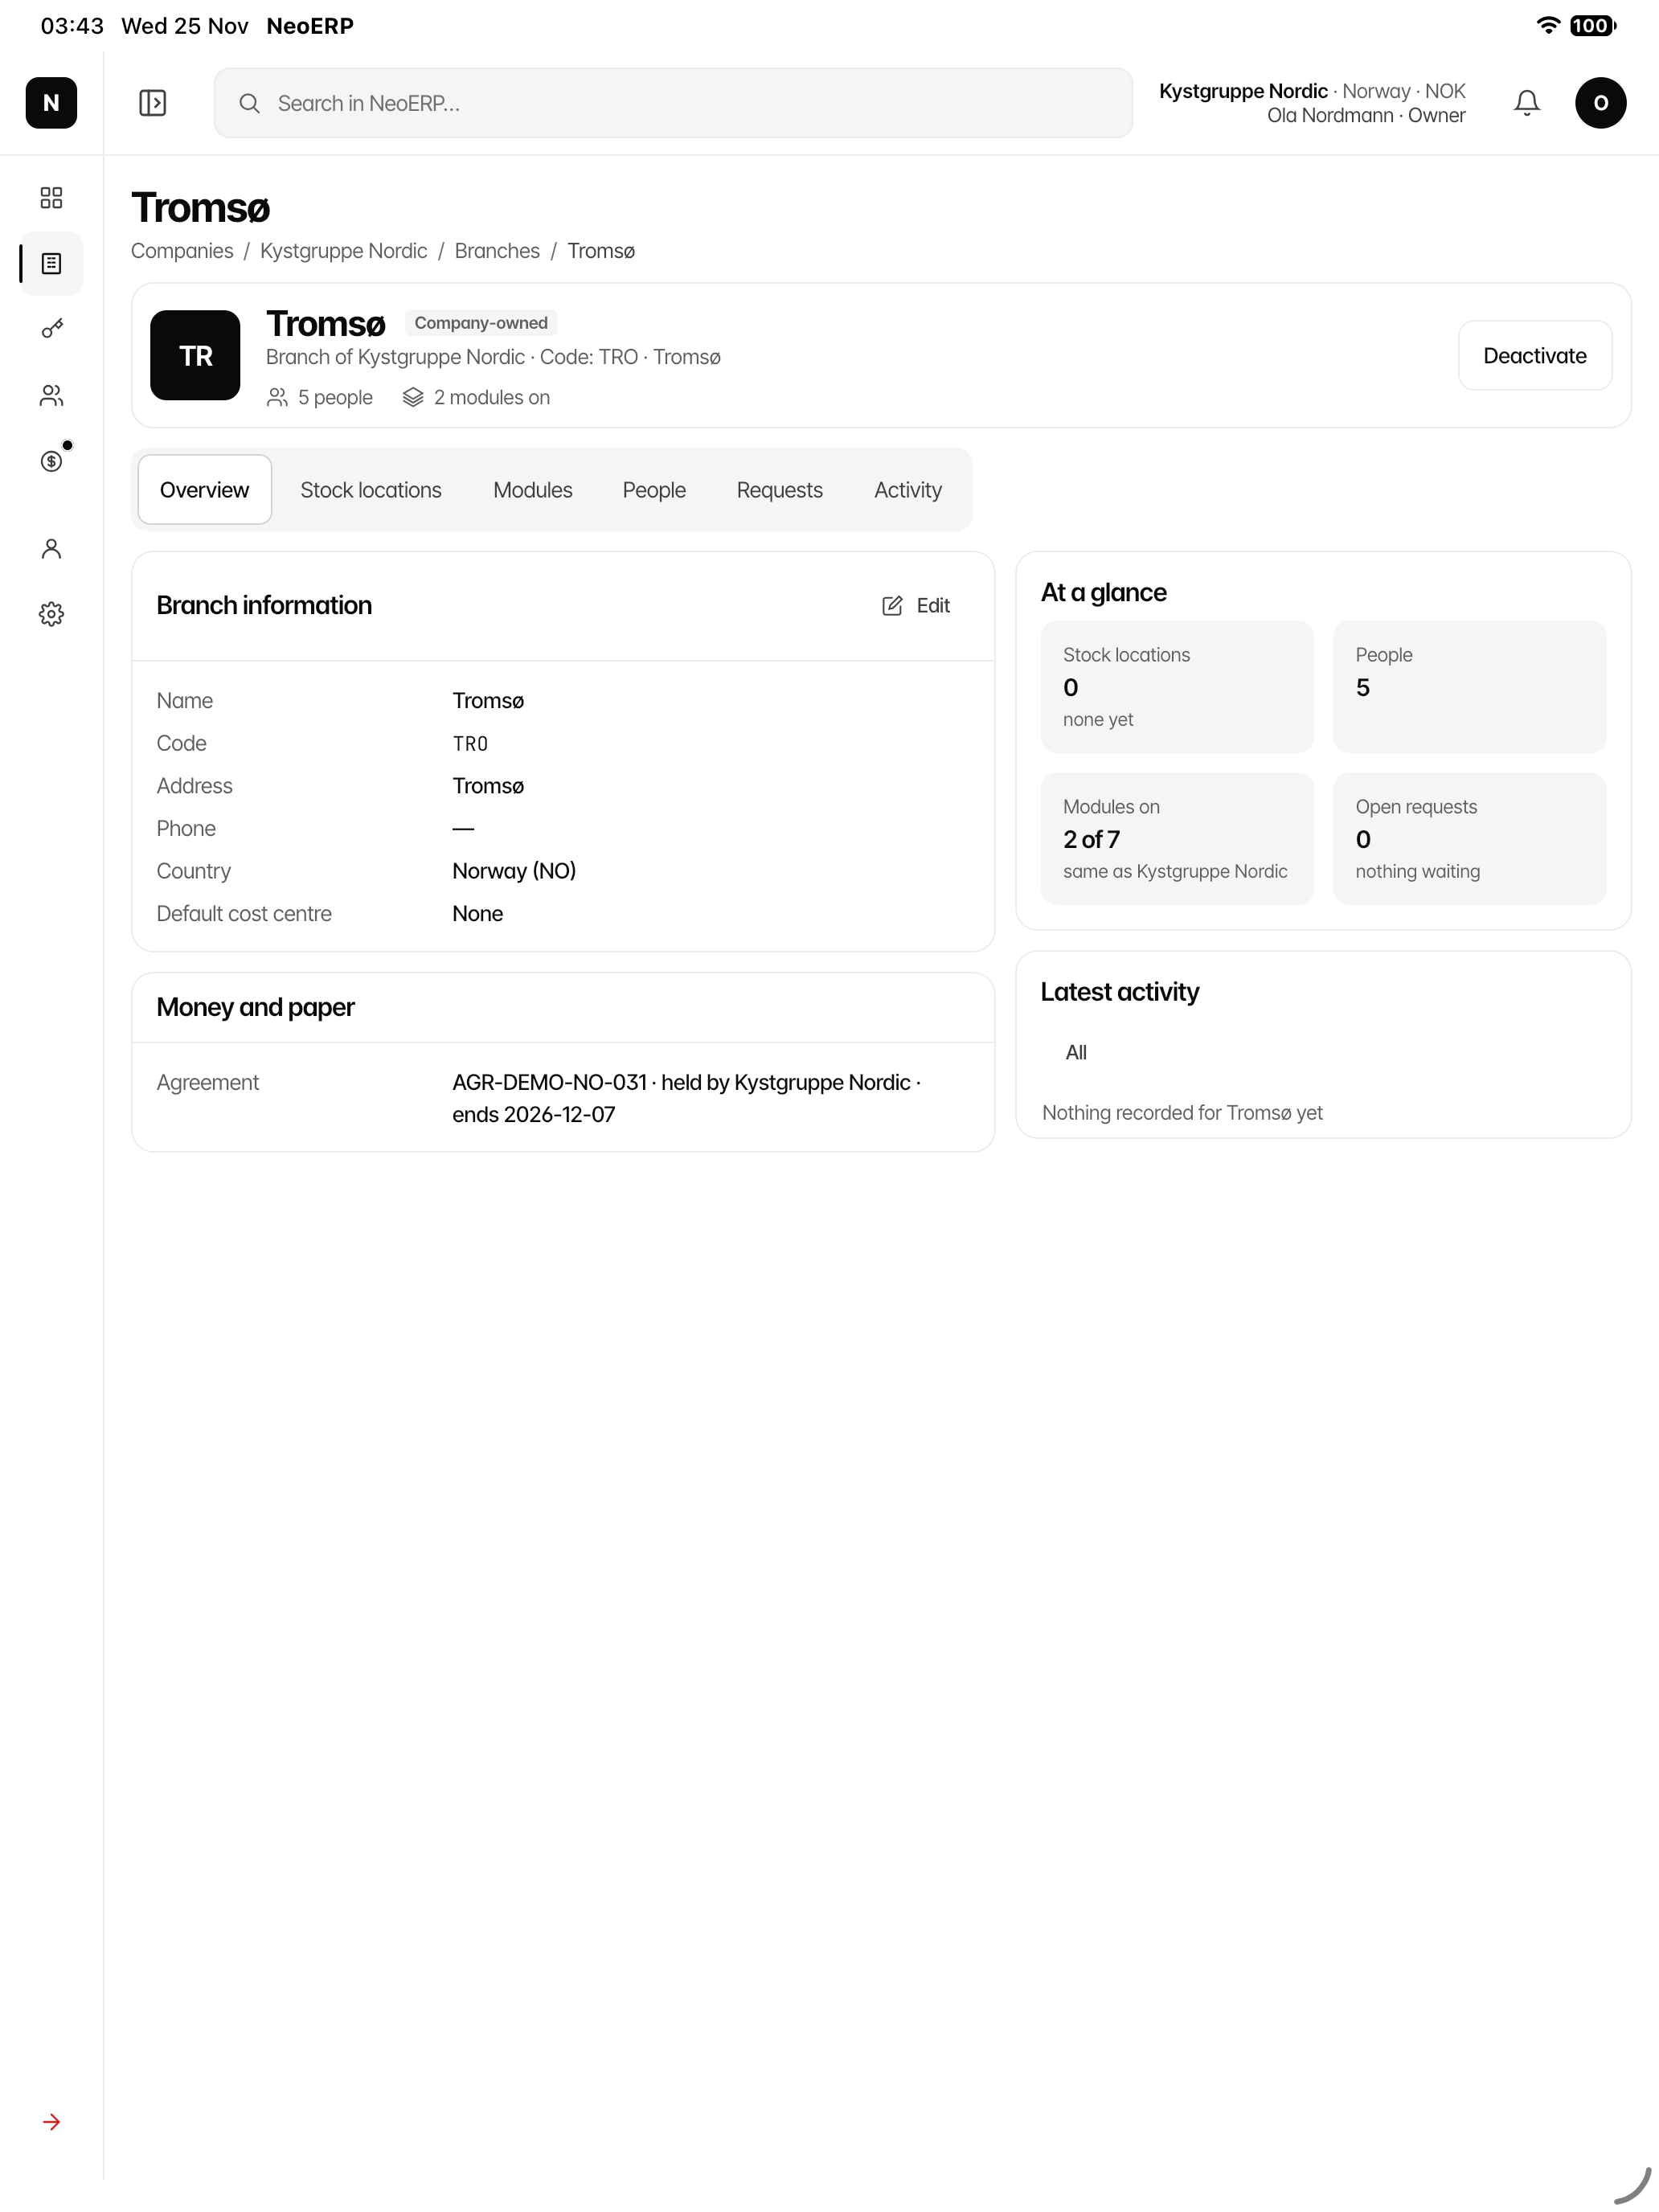 03:43 Wed 25 Nov NeoERP
100
N
Search in NeoERP...
Kystgruppe Nordic · Norway · NOK
Ola Nordmann · Owner
O
Tromsø
Companies / Kystgruppe Nordic / Branches / Tromsø
TR
Tromsø Company-owned
Branch of Kystgruppe Nordic · Code: TRO · Tromsø
5 people 2 modules on
Deactivate
Overview Stock locations Modules People Requests Activity
Branch information
Edit
Name Tromsø
Code TRO
Address Tromsø
Phone —
Country Norway (NO)
Default cost centre None
Money and paper
Agreement AGR-DEMO-NO-031 · held by Kystgruppe Nordic ·
ends 2026-12-07
At a glance
Stock locations
0
none yet
People
5
Modules on
2 of 7
same as Kystgruppe Nordic
Open requests
0
nothing waiting
Latest activity
All
Nothing recorded for Tromsø yet